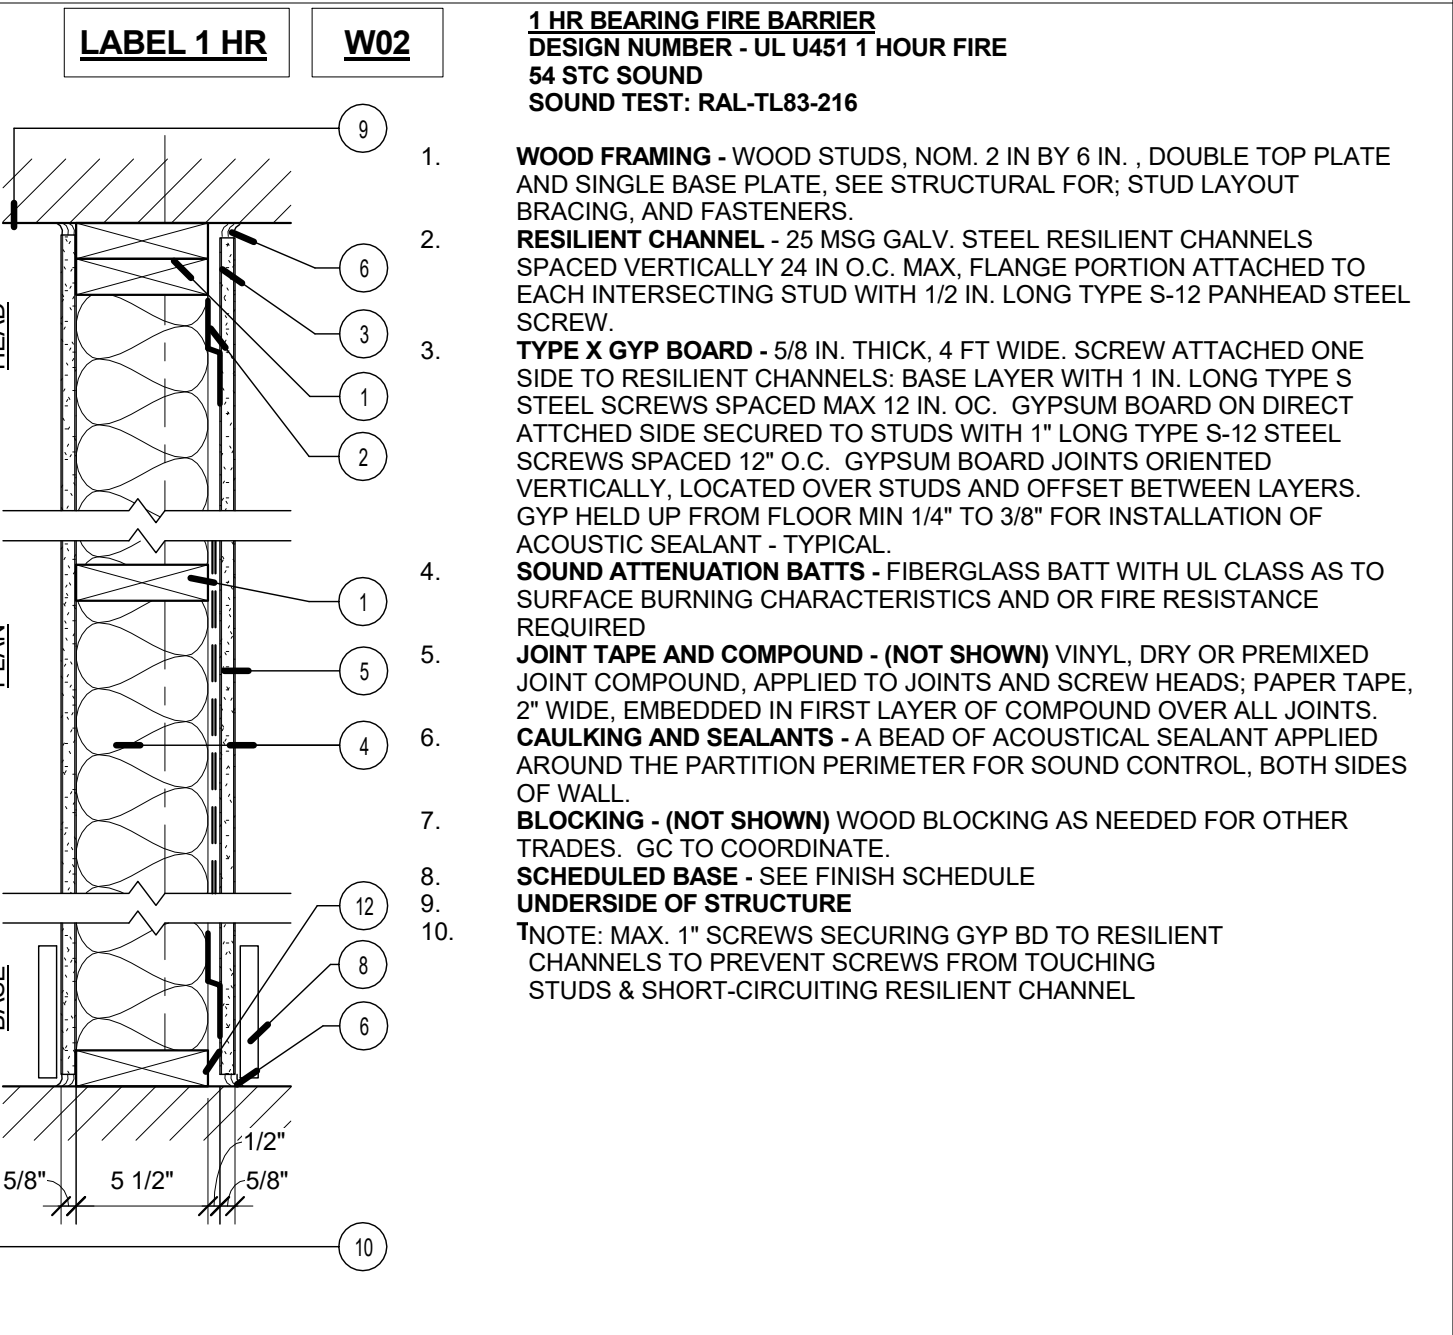 LABEL 1 HR
W02
1 HR BEARING FIRE BARRIER
DESIGN NUMBER - UL U451 1 HOUR FIRE
54 STC SOUND
SOUND TEST: RAL-TL83-216
1. WOOD FRAMING - WOOD STUDS, NOM. 2 IN BY 6 IN. , DOUBLE TOP PLATE
AND SINGLE BASE PLATE, SEE STRUCTURAL FOR; STUD LAYOUT
BRACING, AND FASTENERS.
2. RESILIENT CHANNEL - 25 MSG GALV. STEEL RESILIENT CHANNELS
SPACED VERTICALLY 24 IN O.C. MAX, FLANGE PORTION ATTACHED TO
EACH INTERSECTING STUD WITH 1/2 IN. LONG TYPE S-12 PANHEAD STEEL
SCREW.
3. TYPE X GYP BOARD - 5/8 IN. THICK, 4 FT WIDE. SCREW ATTACHED ONE
SIDE TO RESILIENT CHANNELS: BASE LAYER WITH 1 IN. LONG TYPE S
STEEL SCREWS SPACED MAX 12 IN. OC. GYPSUM BOARD ON DIRECT
ATTCHED SIDE SECURED TO STUDS WITH 1" LONG TYPE S-12 STEEL
SCREWS SPACED 12" O.C. GYPSUM BOARD JOINTS ORIENTED
VERTICALLY, LOCATED OVER STUDS AND OFFSET BETWEEN LAYERS.
GYP HELD UP FROM FLOOR MIN 1/4" TO 3/8" FOR INSTALLATION OF
ACOUSTIC SEALANT - TYPICAL.
4. SOUND ATTENUATION BATTS - FIBERGLASS BATT WITH UL CLASS AS TO
SURFACE BURNING CHARACTERISTICS AND OR FIRE RESISTANCE
REQUIRED
5. JOINT TAPE AND COMPOUND - (NOT SHOWN) VINYL, DRY OR PREMIXED
JOINT COMPOUND, APPLIED TO JOINTS AND SCREW HEADS; PAPER TAPE,
2" WIDE, EMBEDDED IN FIRST LAYER OF COMPOUND OVER ALL JOINTS.
6. CAULKING AND SEALANTS - A BEAD OF ACOUSTICAL SEALANT APPLIED
AROUND THE PARTITION PERIMETER FOR SOUND CONTROL, BOTH SIDES
OF WALL.
7. BLOCKING - (NOT SHOWN) WOOD BLOCKING AS NEEDED FOR OTHER
TRADES. GC TO COORDINATE.
8. SCHEDULED BASE - SEE FINISH SCHEDULE
9. UNDERSIDE OF STRUCTURE
10. NOTE: MAX. 1" SCREWS SECURING GYP BD TO RESILIENT
CHANNELS TO PREVENT SCREWS FROM TOUCHING
STUDS & SHORT-CIRCUITING RESILIENT CHANNEL
9
6
3
1
2
1
5
4
12
8
6
HEAD
PLAN
BASE
1/2"
5/8" 5 1/2" 5/8"
10